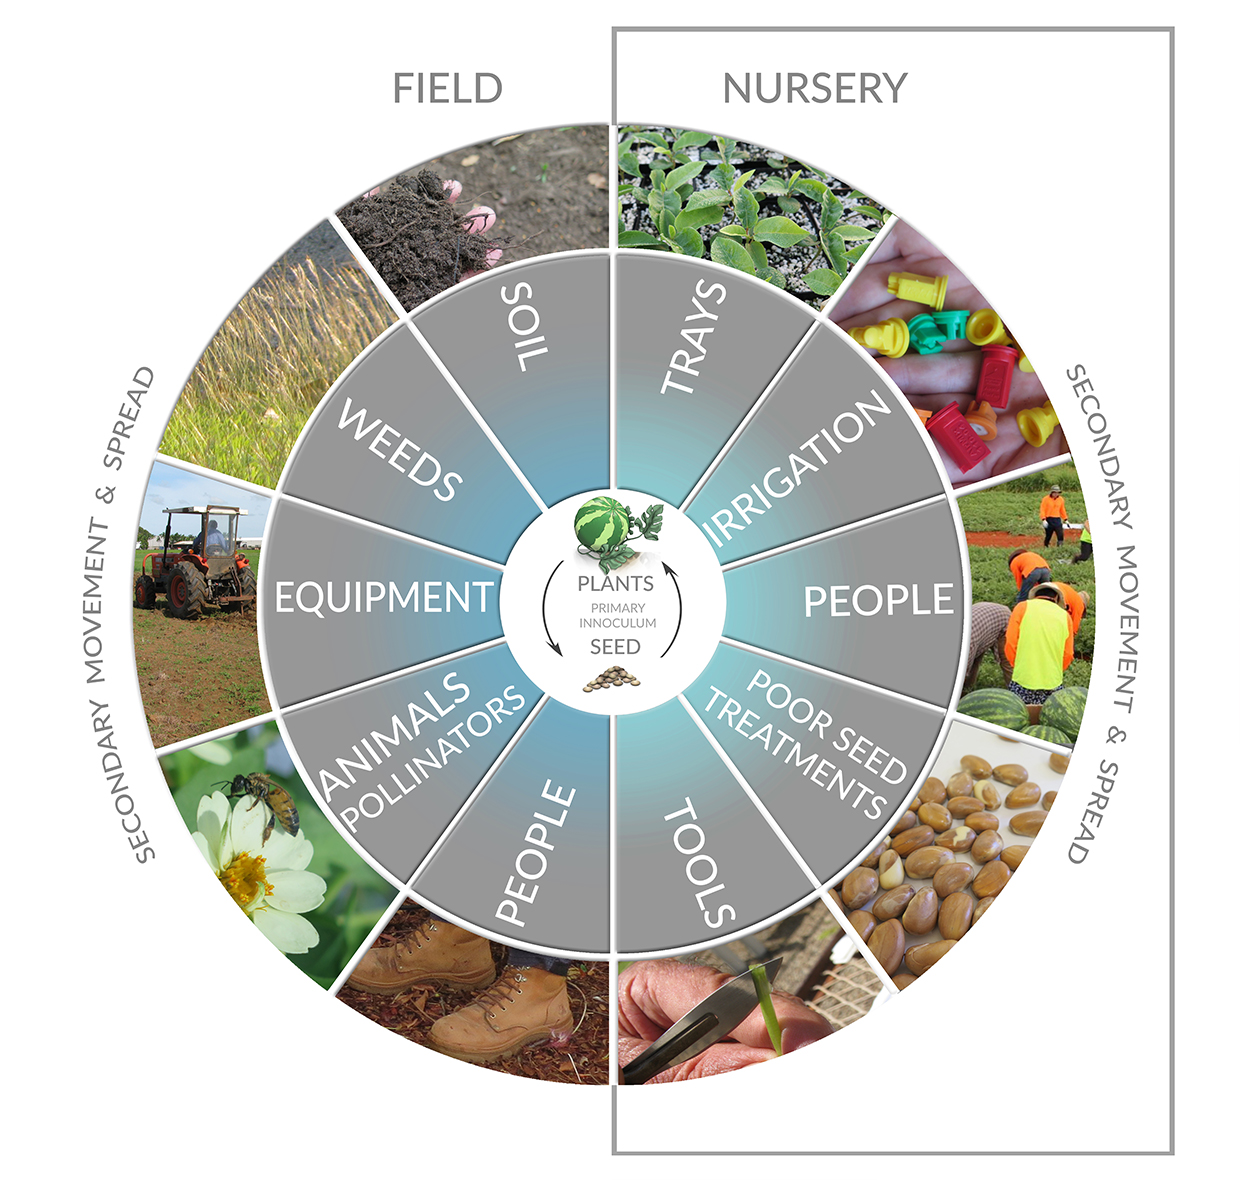 FIELD
NURSERY
SOIL
TRAYS
WEEDS
IRRIGATION
EQUIPMENT
PEOPLE
ANIMALS
POLLINATORS
POOR SEED
TREATMENTS
PEOPLE
TOOLS
PLANTS
PRIMARY
INNOCULUM
SEED
SECONDARY MOVEMENT & SPREAD
SECONDARY MOVEMENT & SPREAD